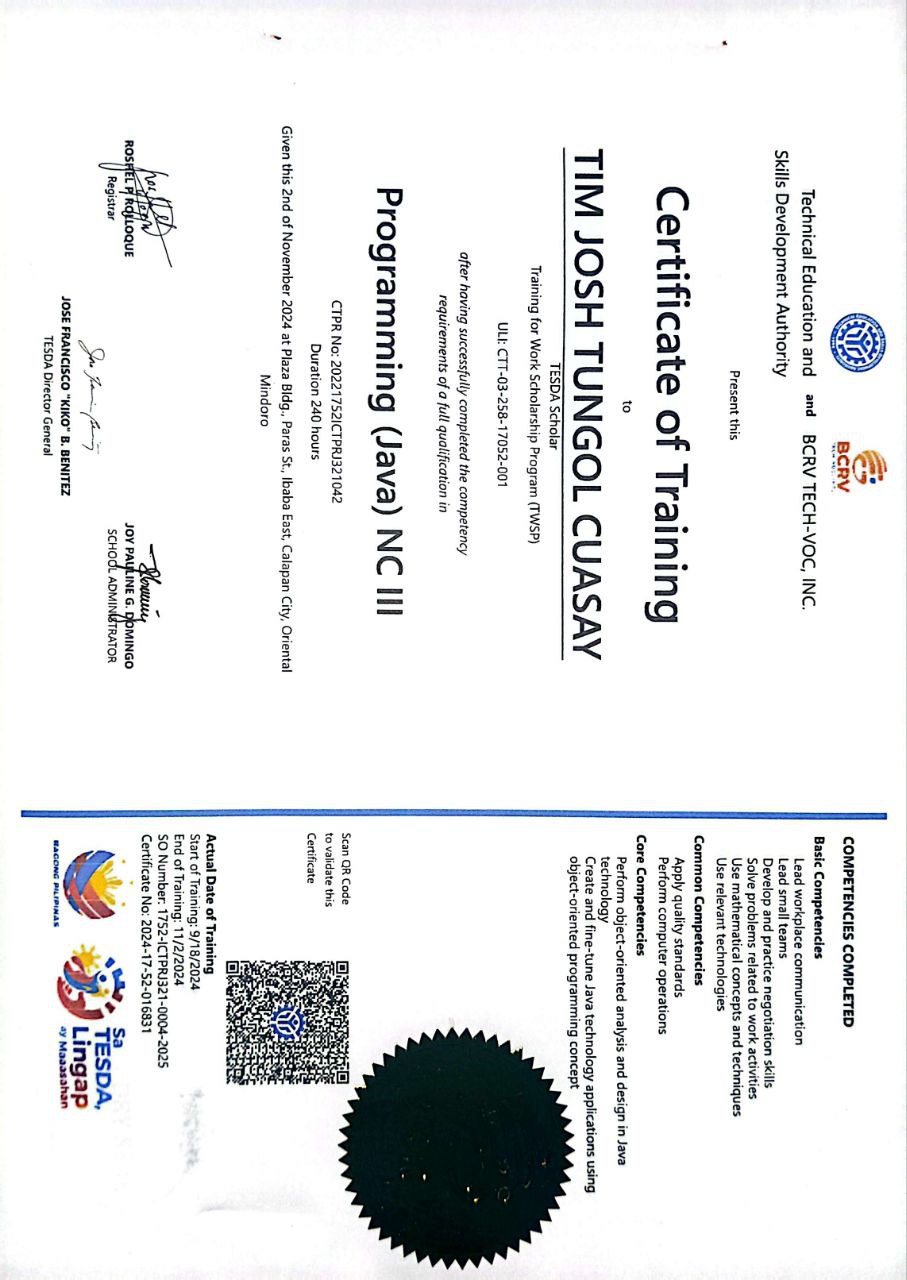 BCRV
Technical Education and
Skills Development Authority
and
BCRV TECH-VOC, INC.
Present this
Certificate of Training
to
TIM JOSH TUNGOL CUASAY
TESDA Scholar
Training for Work Scholarship Program (TWSP)
ULI: CTT-03-258-17052-001
after having successfully completed the competency
requirements of a full qualification in
Programming (Java) NC III
CTPR No: 20221752ICTPRJ321042
Duration 240 hours
Given this 2nd of November 2024 at Plaza Bldg., Paras St., Ibaba East, Calapan City, Oriental
Mindoro
ROSHEL P. ROLLOQUE
Registrar
JOY PAULINE G. DOMINGO
SCHOOL ADMINISTRATOR
JOSE FRANCISCO "KIKO" B. BENITEZ
TESDA Director General
COMPETENCIES COMPLETED
Basic Competencies
Lead workplace communication
Lead small teams
Develop and practice negotiation skills
Solve problems related to work activities
Use mathematical concepts and techniques
Use relevant technologies
Common Competencies
Apply quality standards
Perform computer operations
Core Competencies
Perform object-oriented analysis and design in Java
technology
Create and fine-tune Java technology applications using
object-oriented programming concept
Scan QR Code
to validate this
Certificate
Actual Date of Training
Start of Training: 9/18/2024
End of Training: 11/2/2024
SO Number: 1752-ICTPRJ321-0004-2025
Certificate No: 2024-17-52-016831
BAGONG PILIPINAS
Sa
TESDA,
Lingap
ay Maaasahan